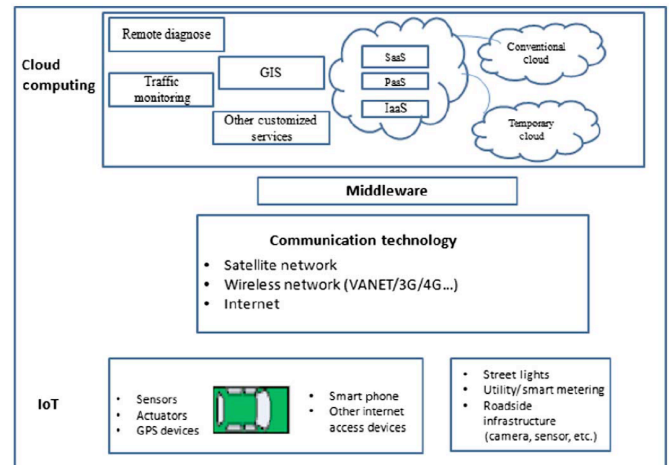 Cloud
computing
Remote diagnose
Traffic
monitoring
GIS
Other customized
services
SaaS
PaaS
IaaS
Conventional
cloud
Temporary
cloud
Middleware
Communication technology
• Satellite network
• Wireless network (VANET/3G/4G...)
• Internet
IoT
• Sensors
• Actuators
• GPS devices
• Smart phone
• Other internet
access devices
• Street lights
• Utility/smart metering
• Roadside
infrastructure
(camera, sensor, etc.)